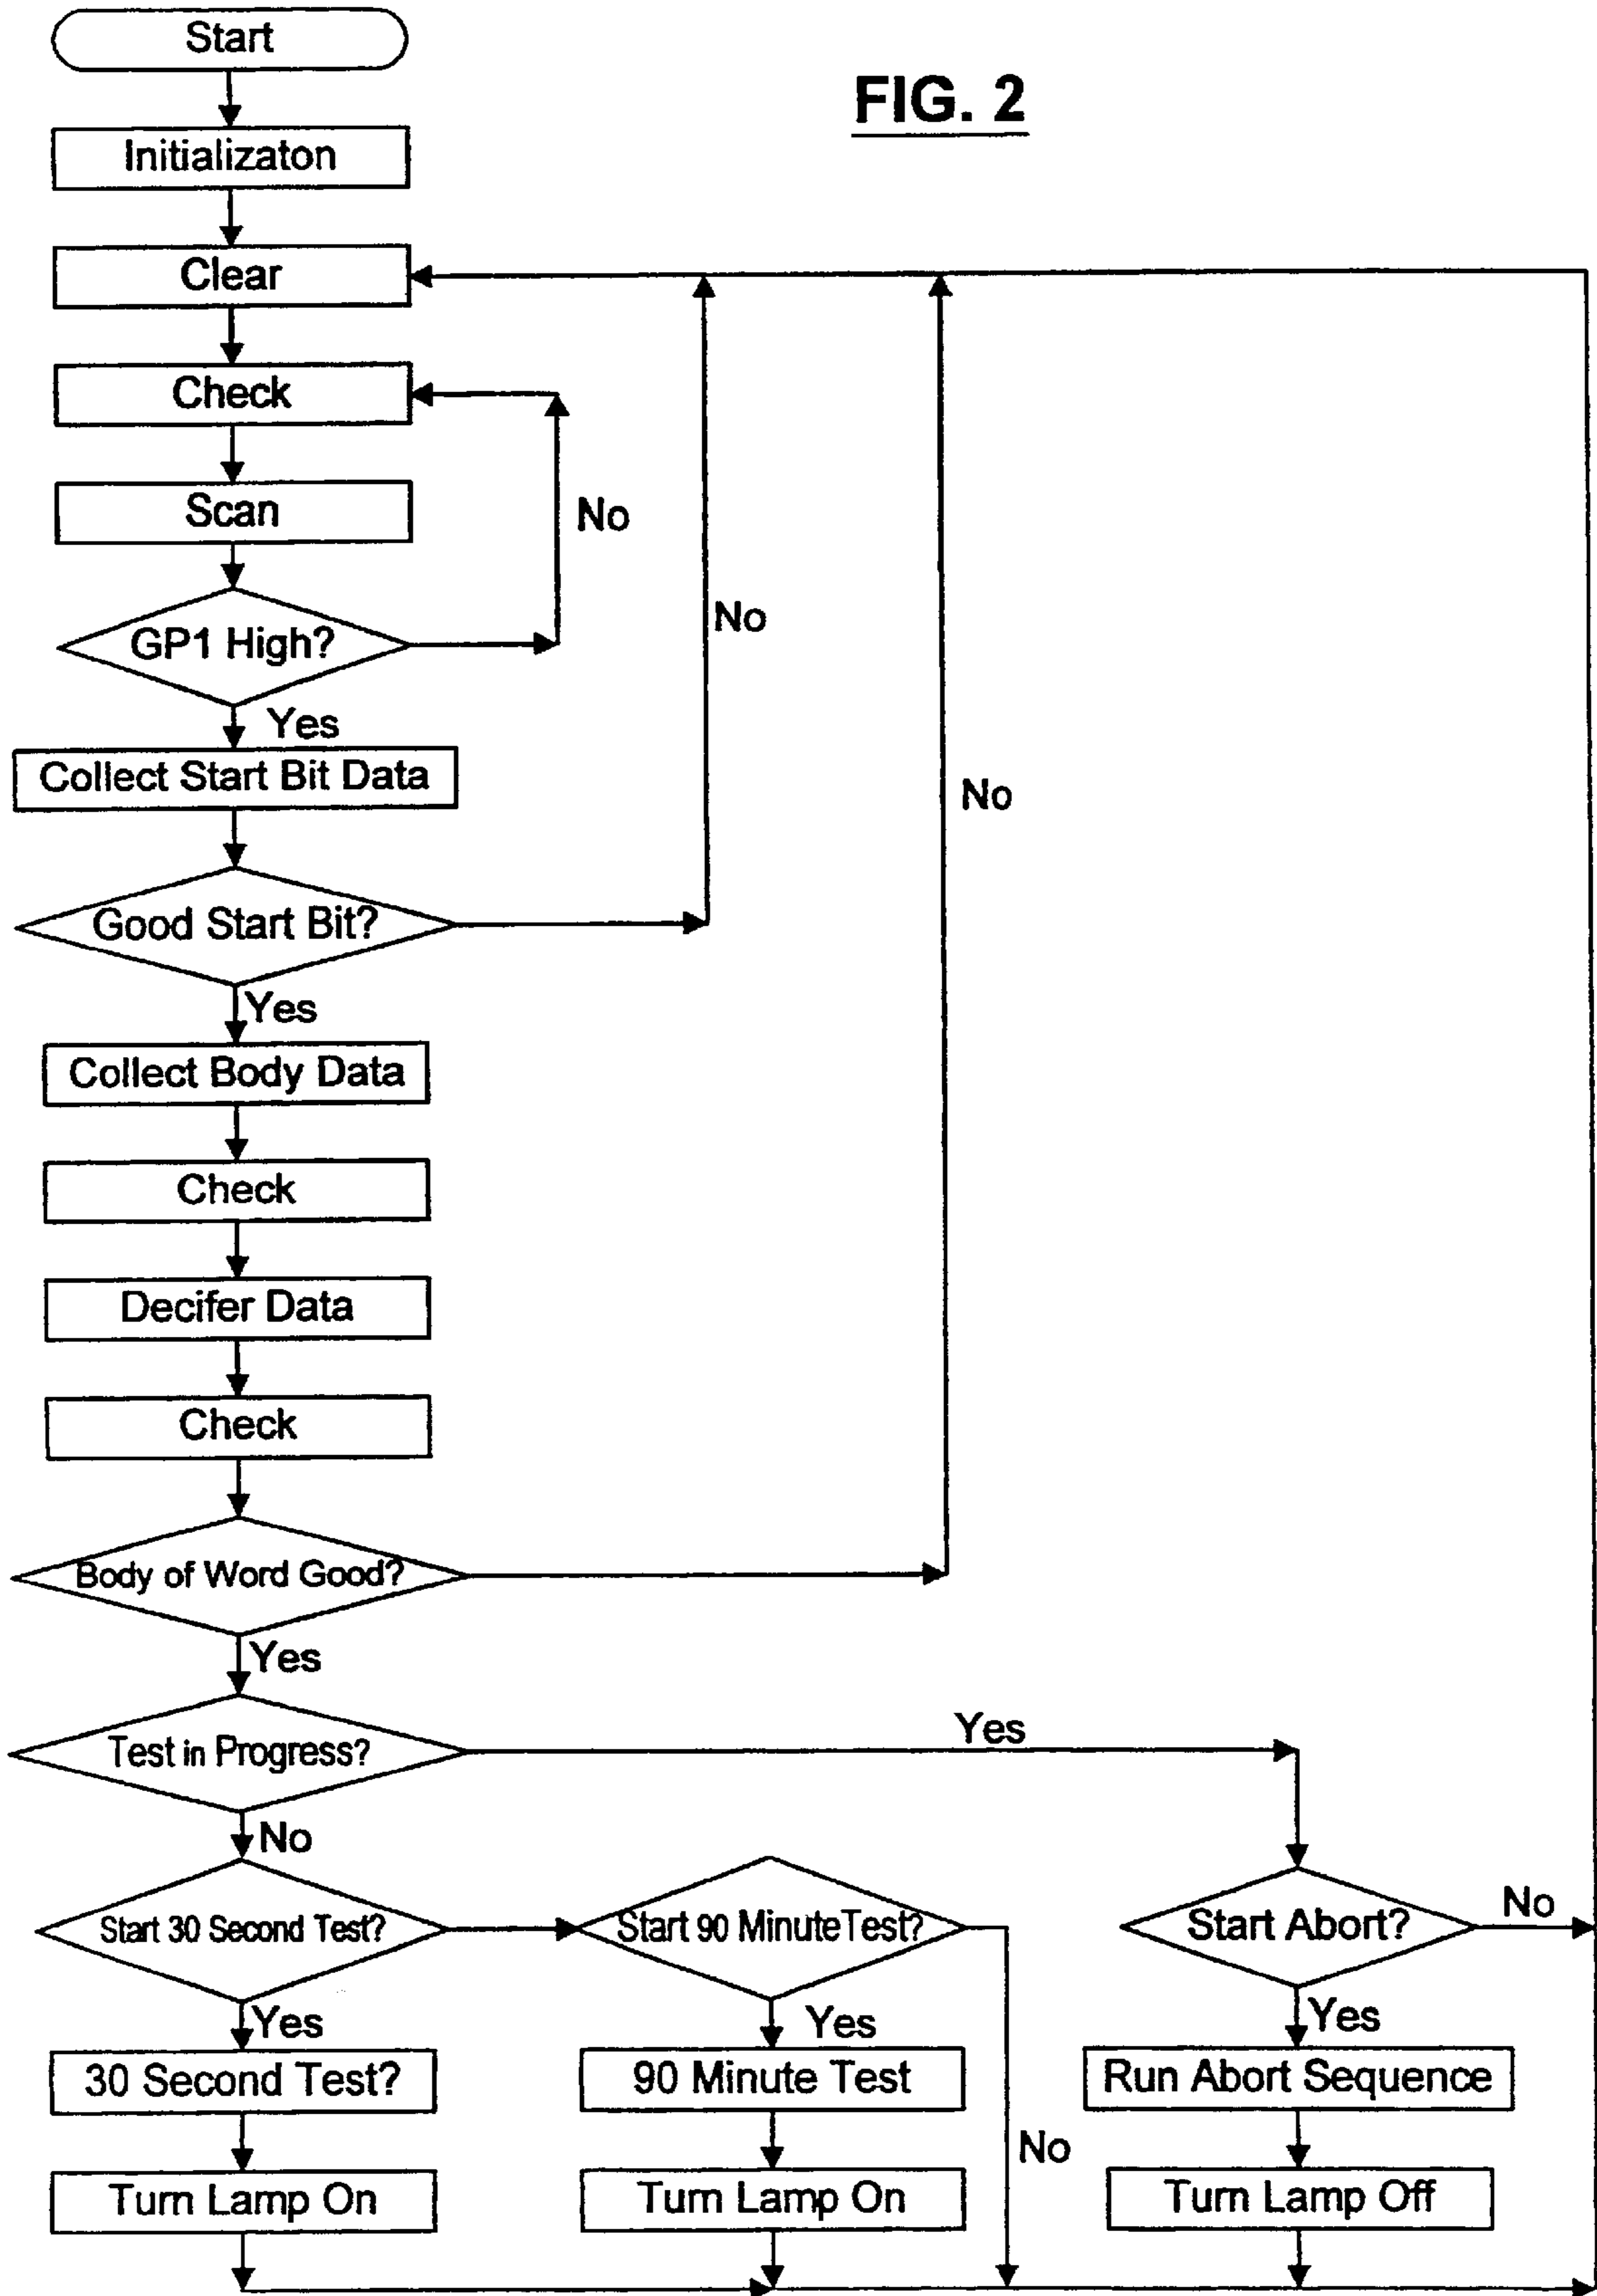 Start
FIG. 2
Initializaton
Clear
Check
Scan
No
GP1 High?
No
Yes
Collect Start Bit Data
No
Good Start Bit?
Yes
Collect Body Data
Check
Decifer Data
Check
Body of Word Good?
Yes
Test in Progress?
Yes
No
Start 30 Second Test?
Start 90 Minute Test?
Start Abort?
No
Yes
Yes
Yes
30 Second Test?
90 Minute Test
Run Abort Sequence
No
Turn Lamp On
Turn Lamp On
Turn Lamp Off